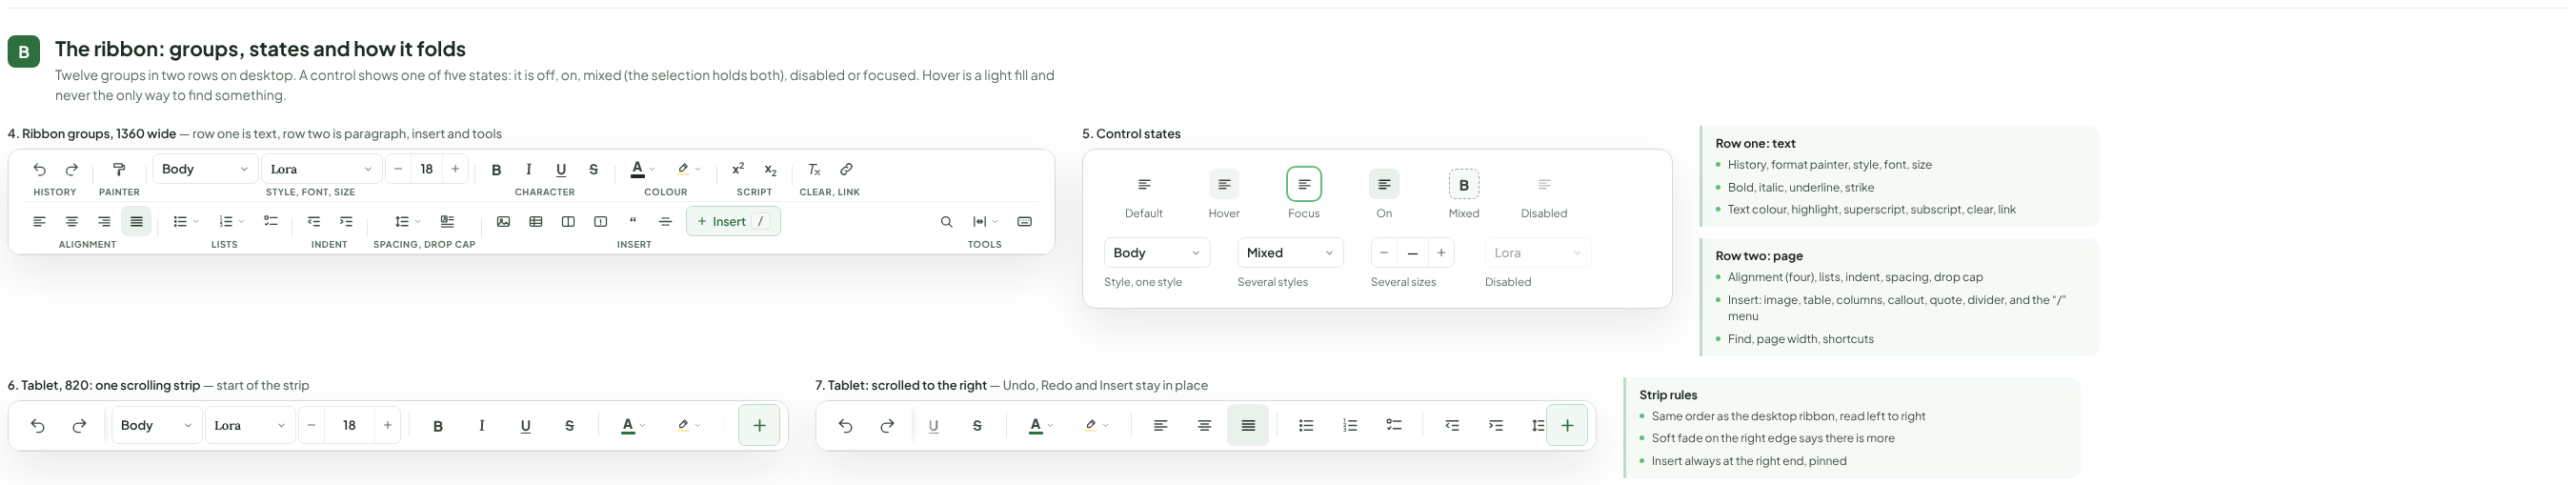 B
The ribbon: groups, states and how it folds
Twelve groups in two rows on desktop. A control shows one of five states: it is off, on, mixed (the selection holds both), disabled or focused. Hover is a light fill and
never the only way to find something.
4. Ribbon groups, 1360 wide — row one is text, row two is paragraph, insert and tools
Body Lora − 18 + B I U S A x² x₂ Tx
HISTORY PAINTER STYLE, FONT, SIZE CHARACTER COLOUR SCRIPT CLEAR, LINK
+ Insert /
ALIGNMENT LISTS INDENT SPACING, DROP CAP INSERT TOOLS
5. Control states
B
Default Hover Focus On Mixed Disabled
Body Mixed − — + Lora
Style, one style Several styles Several sizes Disabled
Row one: text
• History, format painter, style, font, size
• Bold, italic, underline, strike
• Text colour, highlight, superscript, subscript, clear, link
Row two: page
• Alignment (four), lists, indent, spacing, drop cap
• Insert: image, table, columns, callout, quote, divider, and the “/”
menu
• Find, page width, shortcuts
6. Tablet, 820: one scrolling strip — start of the strip
Body Lora − 18 + B I U S A +
7. Tablet: scrolled to the right — Undo, Redo and Insert stay in place
U S A +
Strip rules
• Same order as the desktop ribbon, read left to right
• Soft fade on the right edge says there is more
• Insert always at the right end, pinned